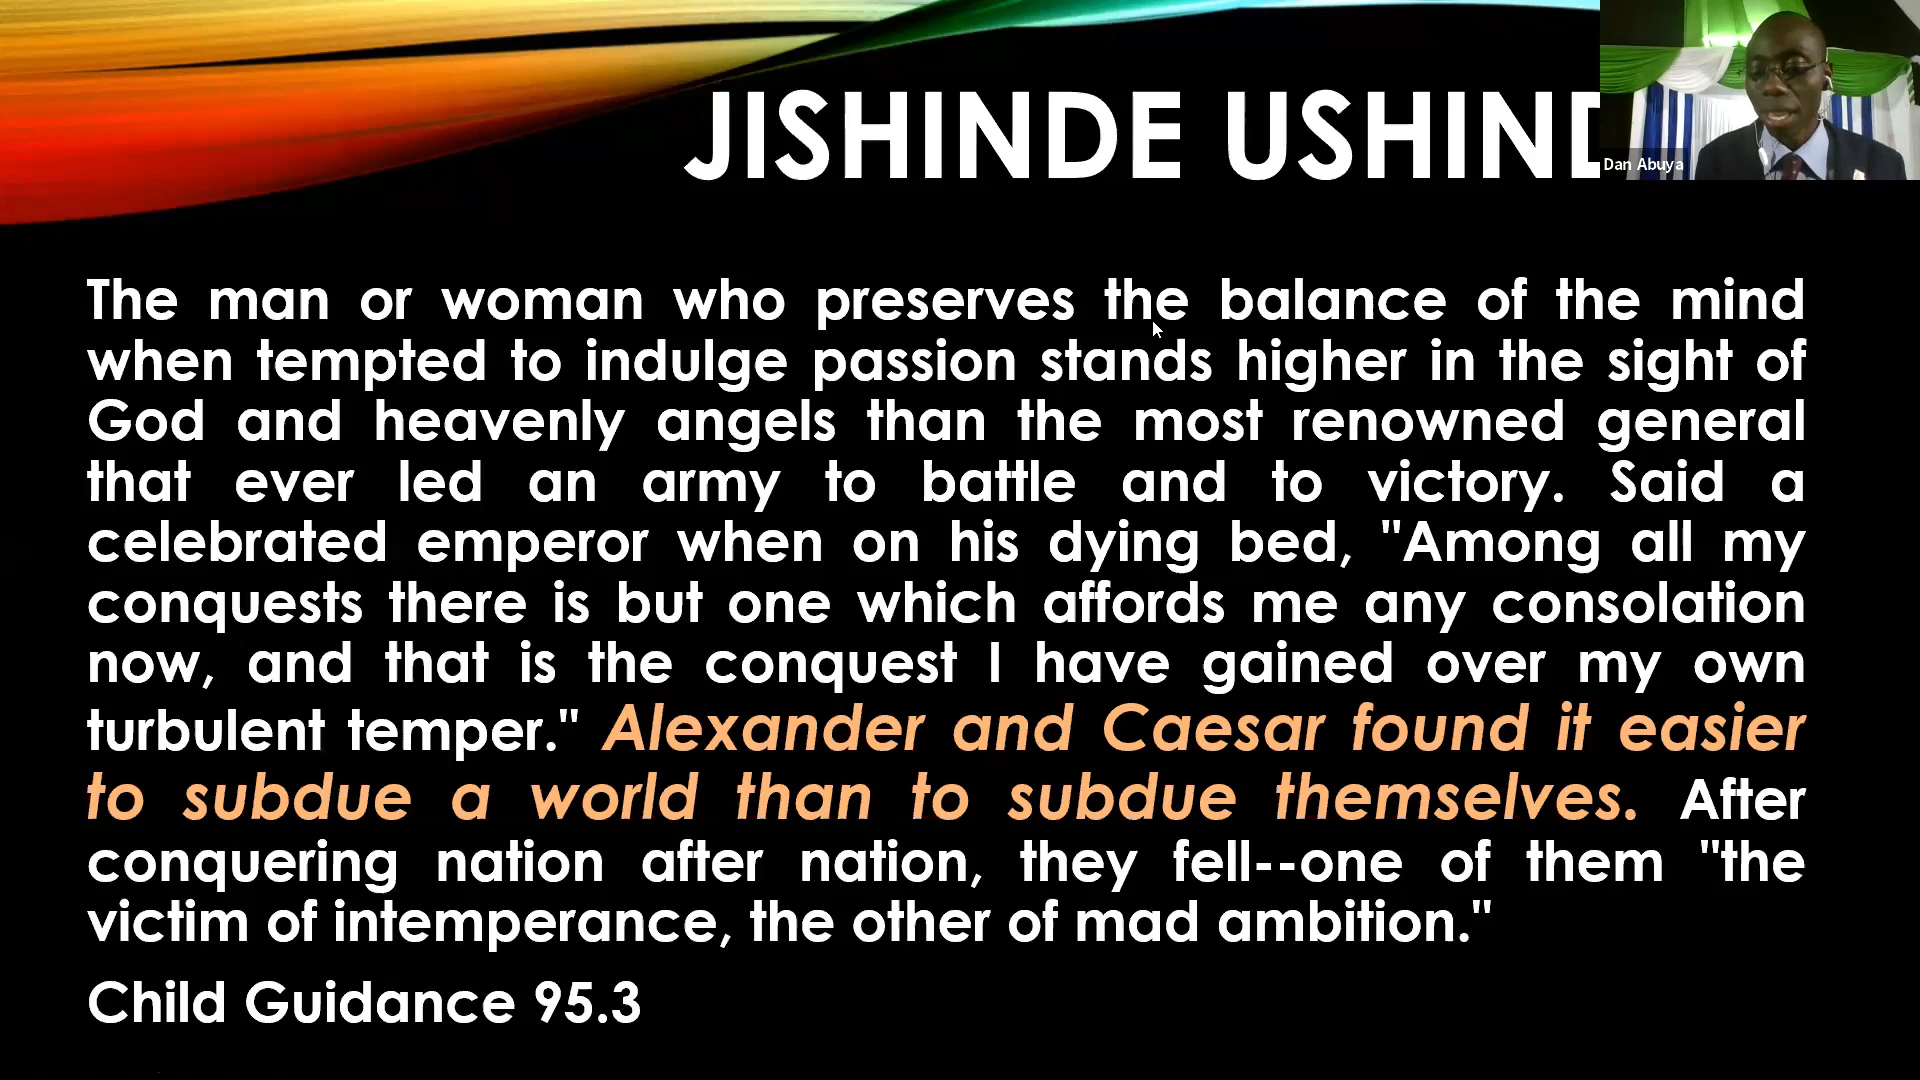 JISHINDE USHIND
Dan Abuya
The man or woman who preserves the balance of the mind
when tempted to indulge passion stands higher in the sight of
God and heavenly angels than the most renowned general
that ever led an army to battle and to victory. Said a
celebrated emperor when on his dying bed, "Among all my
conquests there is but one which affords me any consolation
now, and that is the conquest I have gained over my own
turbulent temper." Alexander and Caesar found it easier
to subdue a world than to subdue themselves. After
conquering nation after nation, they fell--one of them "the
victim of intemperance, the other of mad ambition."
Child Guidance 95.3